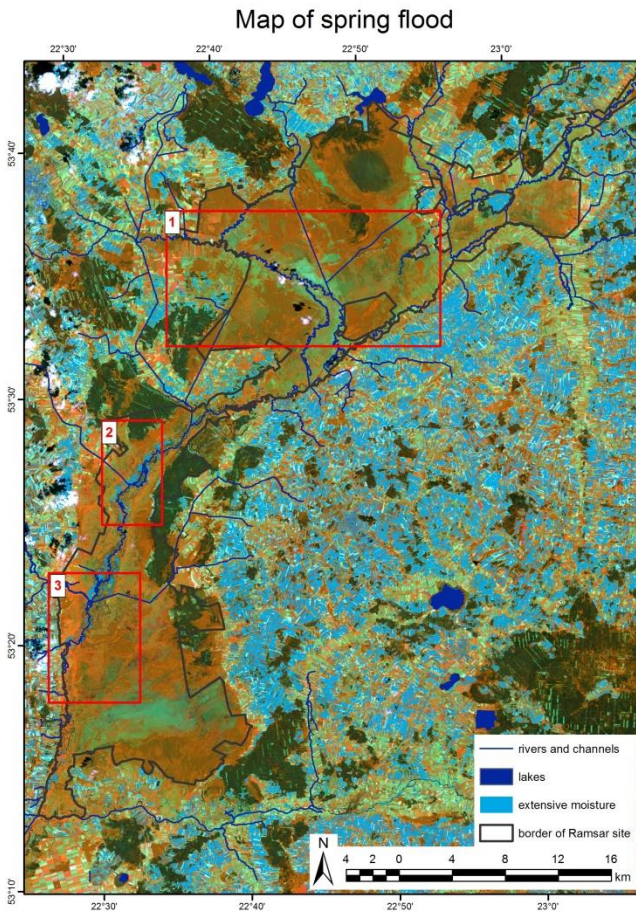 Map of spring flood
22°30'
22°40'
22°50'
23°0'
53°40'
1
53°30'
2
3
53°20'
rivers and channels
lakes
extensive moisture
border of Ramsar site
N
4 2 0 4 8 12 16
km
53°10'
22°30'
22°40'
22°50'
23°0'